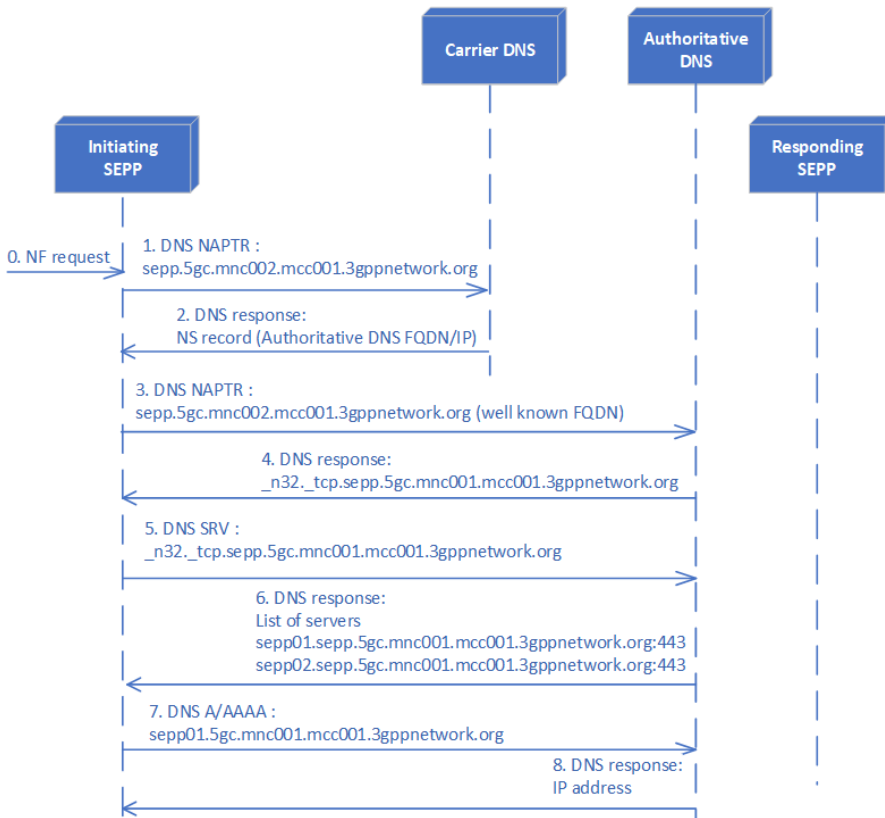 Carrier DNS
Authoritative
DNS
Initiating
SEPP
Responding
SEPP
0. NF request
1. DNS NAPTR :
sepp.5gc.mnc002.mcc001.3gppnetwork.org
2. DNS response:
NS record (Authoritative DNS FQDN/IP)
3. DNS NAPTR :
sepp.5gc.mnc002.mcc001.3gppnetwork.org (well known FQDN)
4. DNS response:
_n32._tcp.sepp.5gc.mnc001.mcc001.3gppnetwork.org
5. DNS SRV :
_n32._tcp.sepp.5gc.mnc001.mcc001.3gppnetwork.org
6. DNS response:
List of servers
sepp01.sepp.5gc.mnc001.mcc001.3gppnetwork.org:443
sepp02.sepp.5gc.mnc001.mcc001.3gppnetwork.org:443
7. DNS A/AAAA :
sepp01.5gc.mnc001.mcc001.3gppnetwork.org
8. DNS response:
IP address